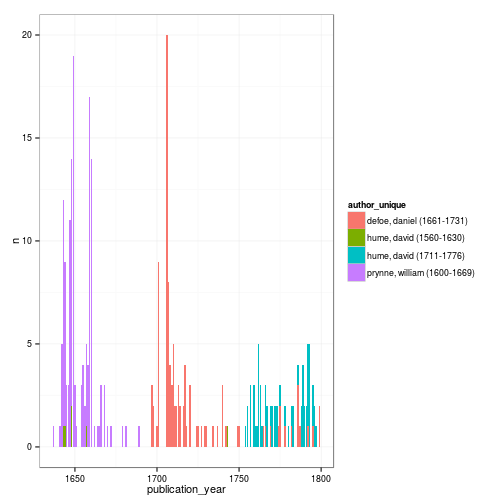 20
15
10
5
0
n
1650
1700
1750
1800
publication_year
author_unique
defoe, daniel (1661-1731)
hume, david (1560-1630)
hume, david (1711-1776)
prynne, william (1600-1669)